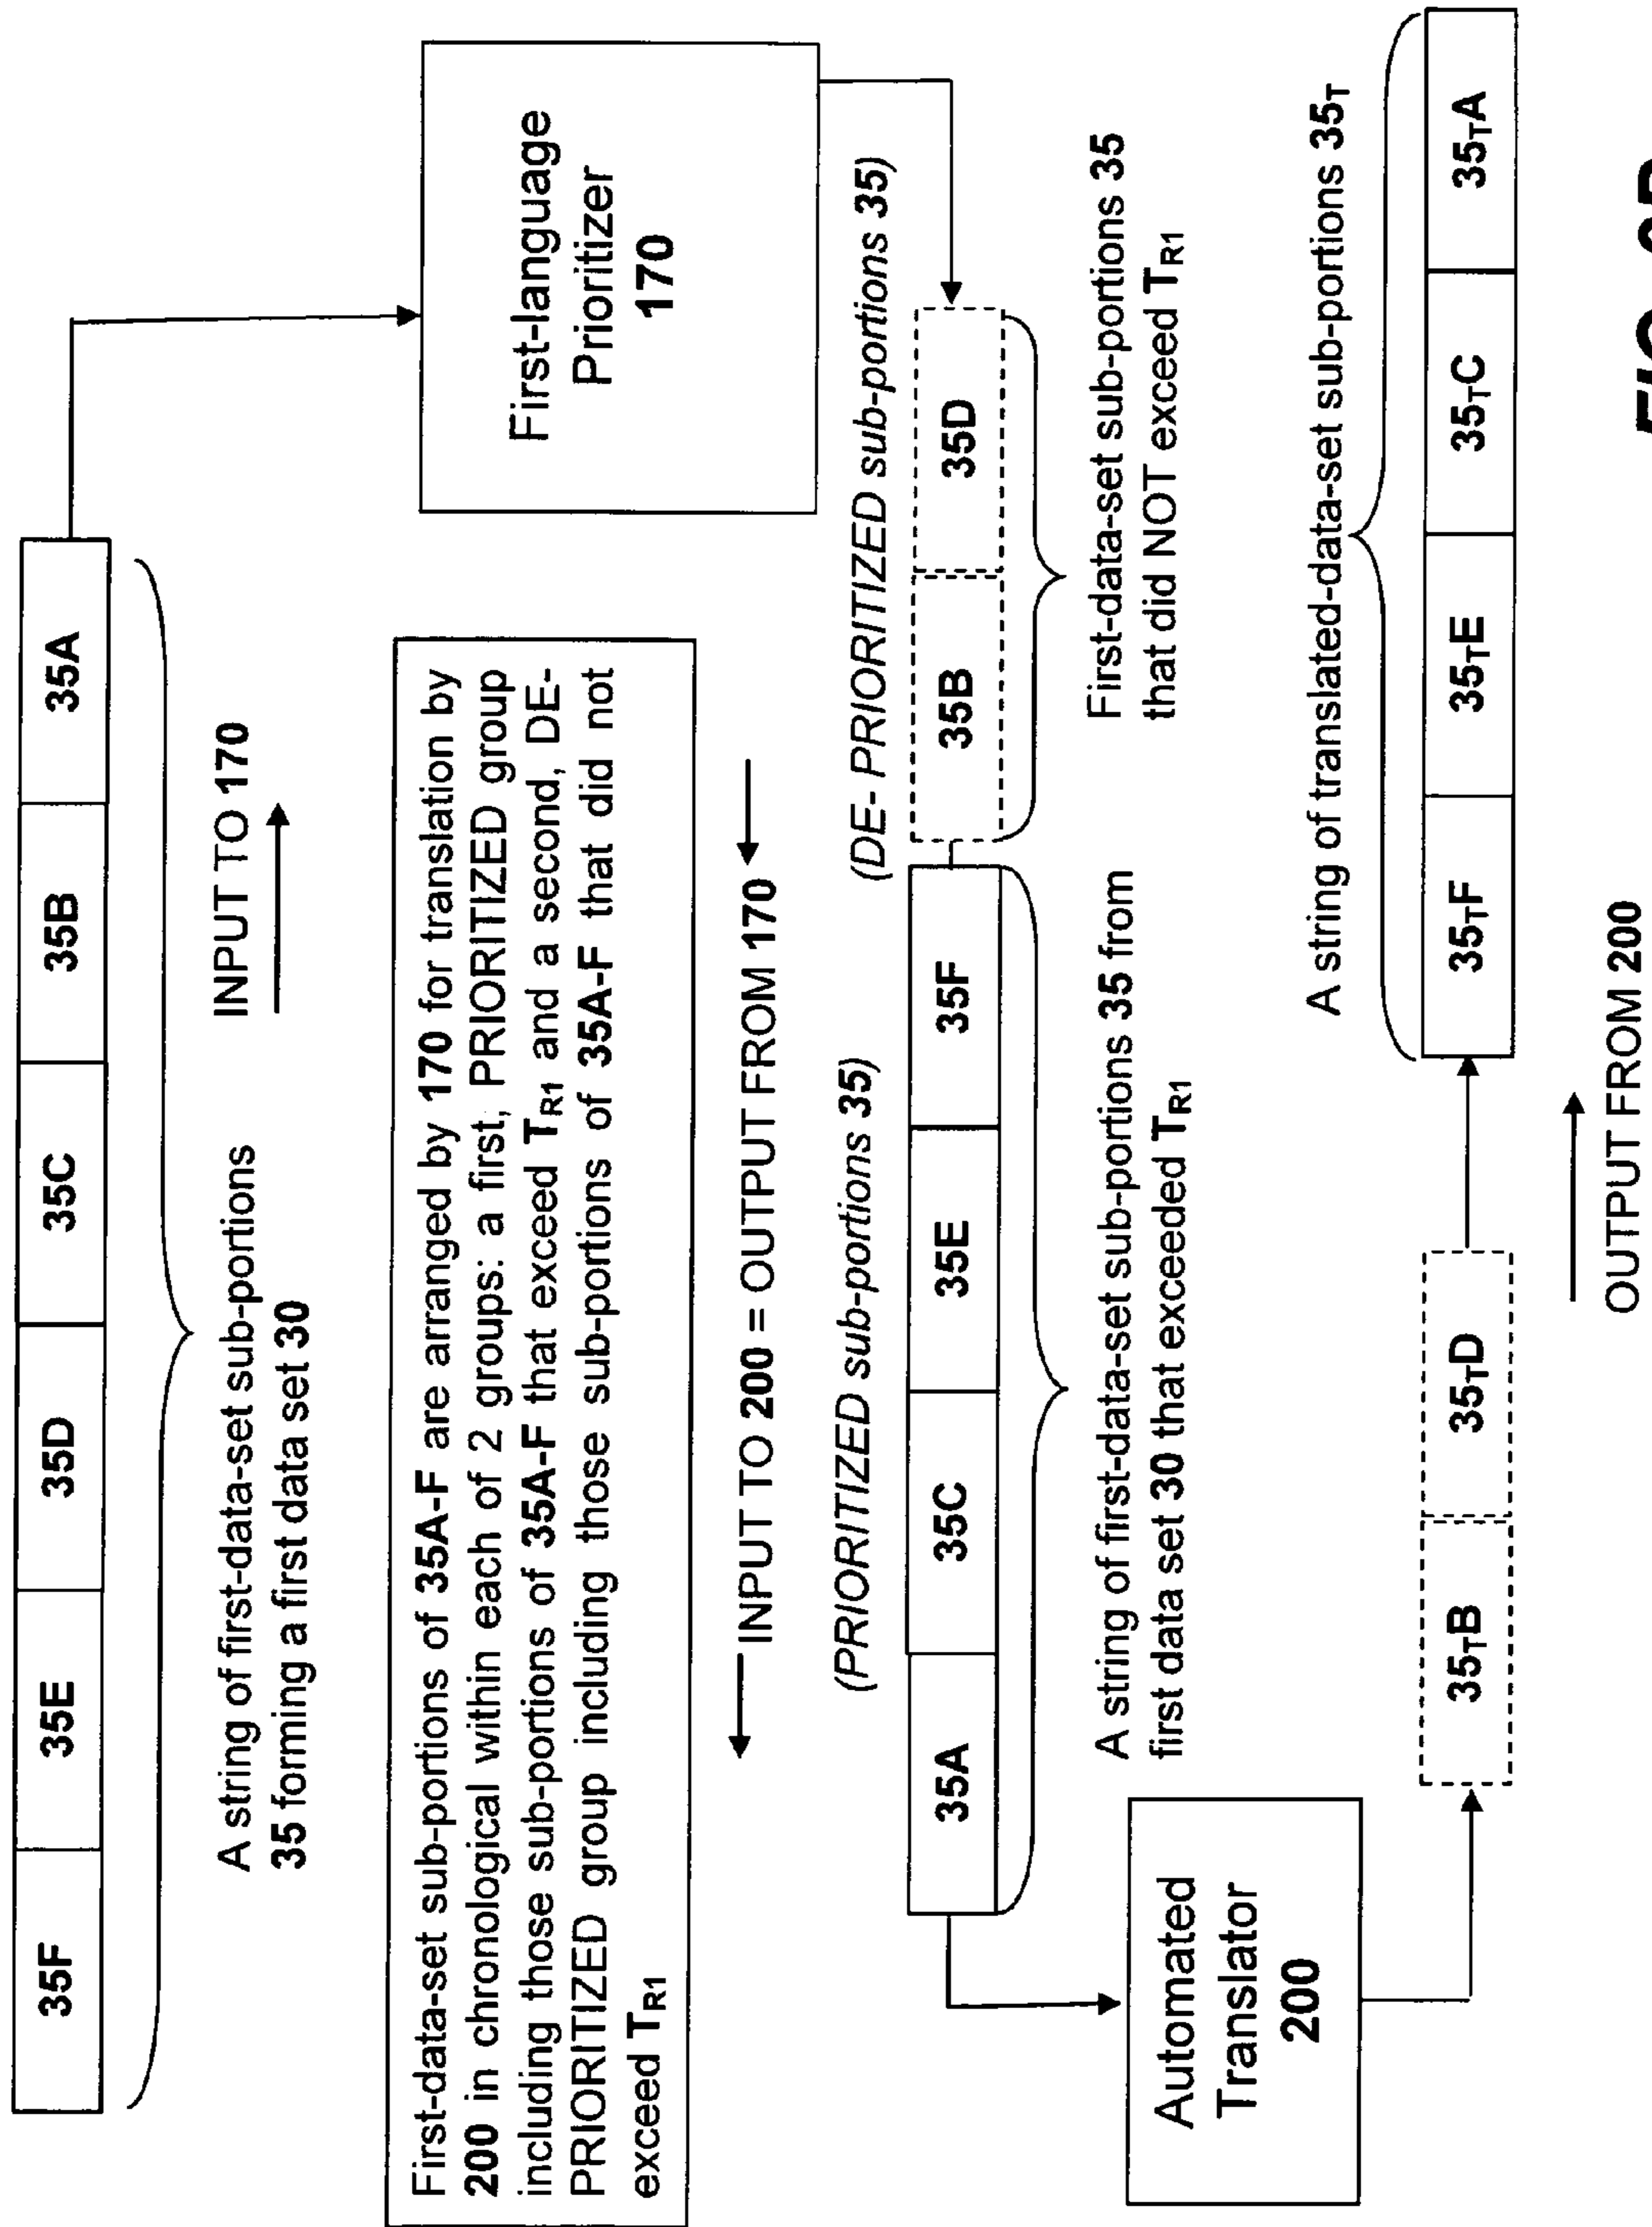 35F 35E 35D 35C 35B 35A
A string of first-data-set sub-portions
35 forming a first data set 30
INPUT TO 170
First-language
Prioritizer
170
First-data-set sub-portions of 35A-F are arranged by 170 for translation by
200 in chronological within each of 2 groups: a first, PRIORITIZED group
including those sub-portions of 35A-F that exceed TR1 and a second, DE-
PRIORITIZED group including those sub-portions of 35A-F that did not
exceed TR1
INPUT TO 200 = OUTPUT FROM 170
(PRIORITIZED sub-portions 35)
(DE- PRIORITIZED sub-portions 35)
35A 35C 35E 35F 35B 35D
A string of first-data-set sub-portions 35 from
first data set 30 that exceeded TR1
First-data-set sub-portions 35
that did NOT exceed TR1
Automated
Translator
200
A string of translated-data-set sub-portions 35T
35TB 35TD 35TF 35TE 35TC 35TA
OUTPUT FROM 200